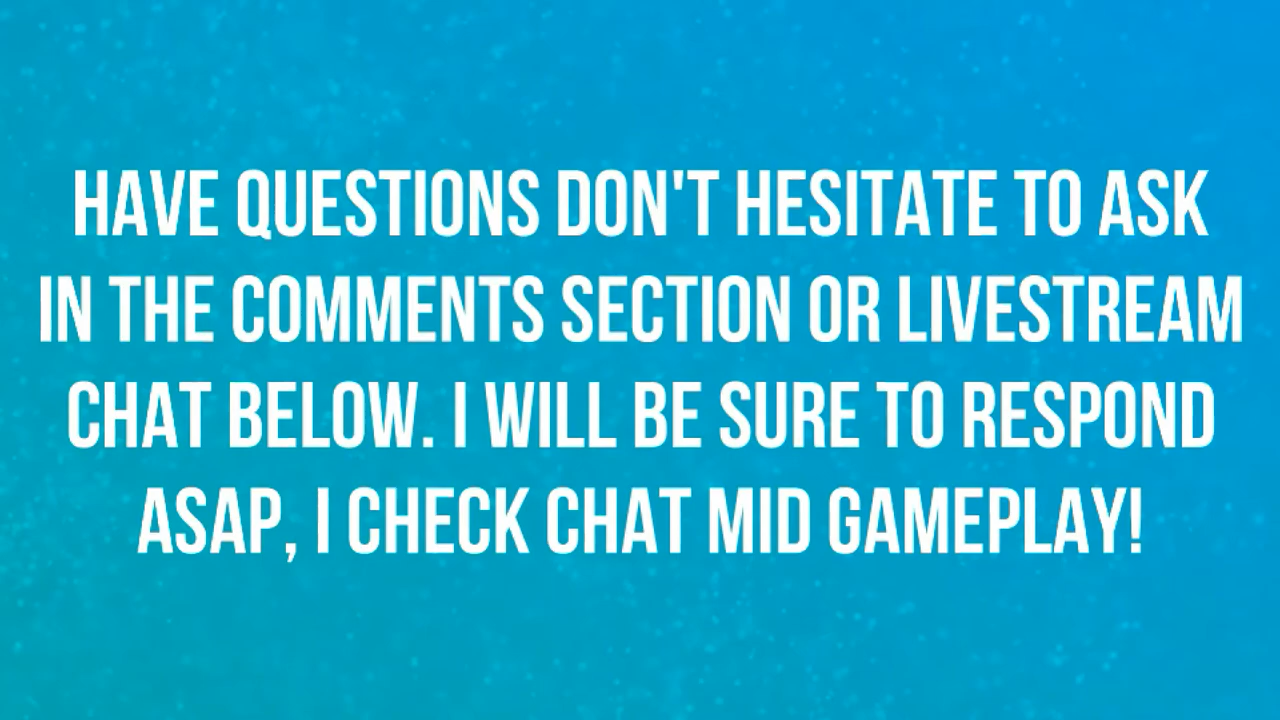 HAVE QUESTIONS DON'T HESITATE TO ASK
IN THE COMMENTS SECTION OR LIVESTREAM
CHAT BELOW. I WILL BE SURE TO RESPOND
ASAP, I CHECK CHAT MID GAMEPLAY!